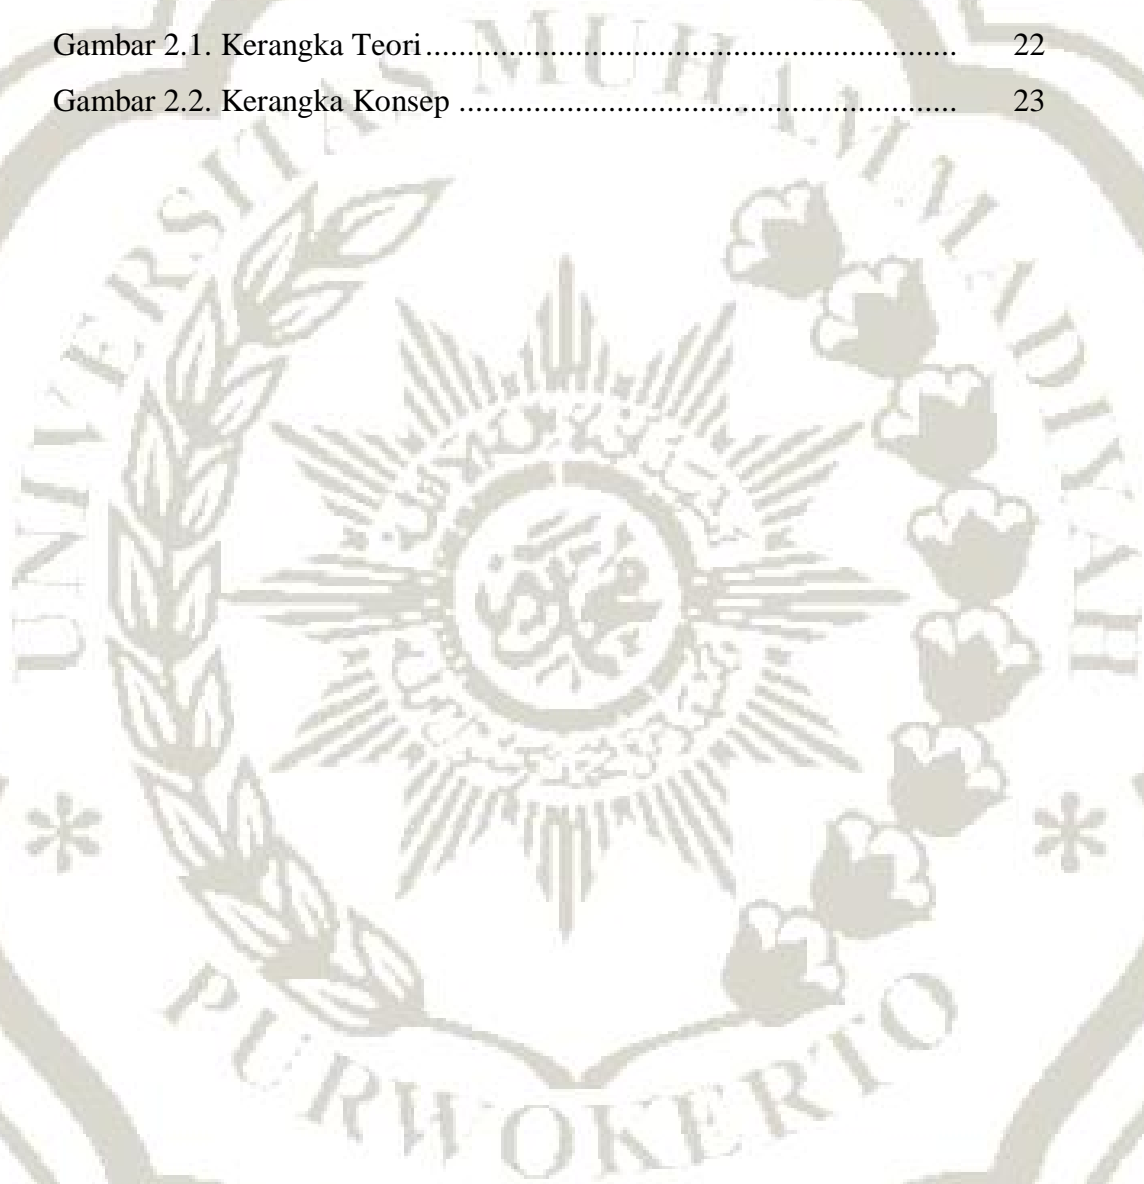 Gambar 2.1. Kerangka Teori ................................................................ 22
Gambar 2.2. Kerangka Konsep ............................................................ 23
UNIVERSITAS MUHAMMADIYAH
PURWOKERTO